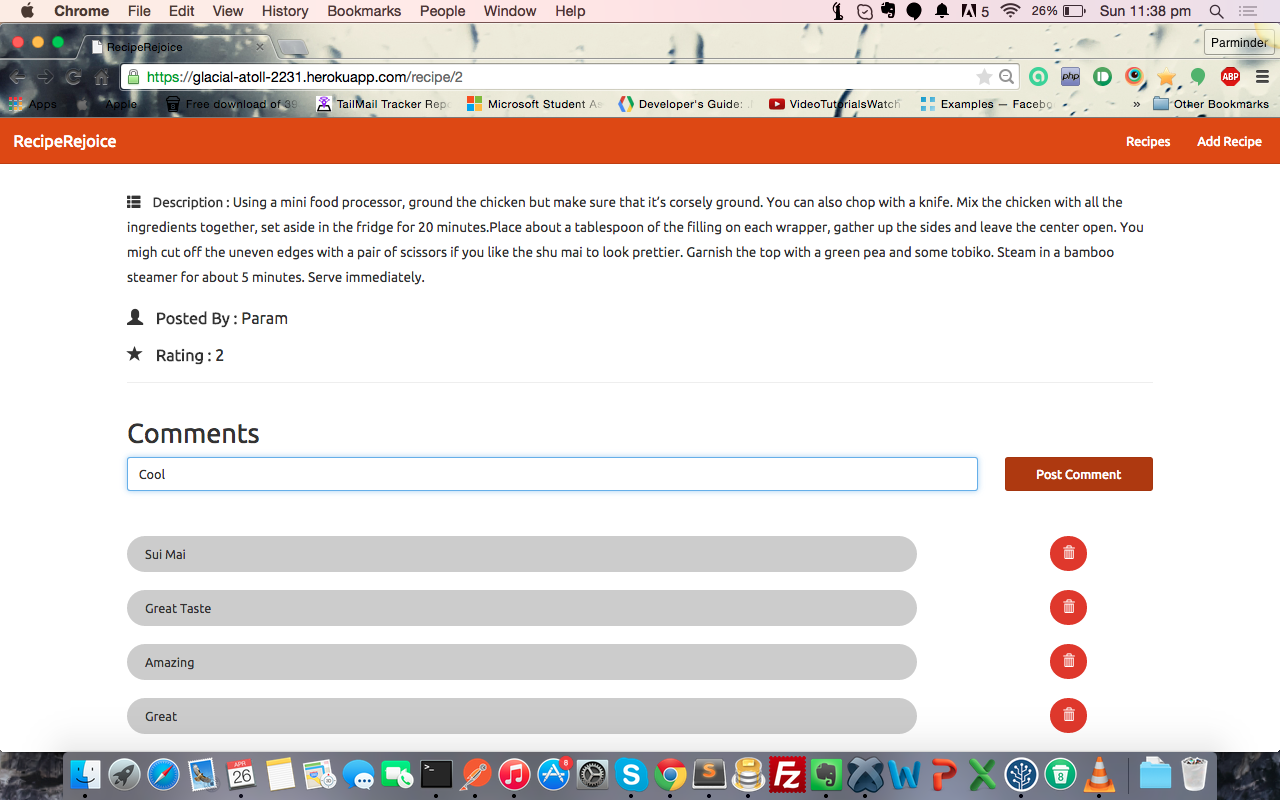 Chrome File Edit View History Bookmarks People Window Help 5 26% Sun 11:38 pm
RecipeRejoice Parminder
https://glacial-atoll-2231.herokuapp.com/recipe/2 php ABP
Apps Apple Free download of 39 TailMail Tracker Repo Microsoft Student As Developer's Guide: VideoTutorialsWatch Examples — Facebo » Other Bookmarks
RecipeRejoice Recipes Add Recipe
Description : Using a mini food processor, ground the chicken but make sure that it’s corsely ground. You can also chop with a knife. Mix the chicken with all the
ingredients together, set aside in the fridge for 20 minutes.Place about a tablespoon of the filling on each wrapper, gather up the sides and leave the center open. You
migh cut off the uneven edges with a pair of scissors if you like the shu mai to look prettier. Garnish the top with a green pea and some tobiko. Steam in a bamboo
steamer for about 5 minutes. Serve immediately.
Posted By : Param
Rating : 2
Comments
Cool Post Comment
Sui Mai
Great Taste
Amazing
Great
APR
26
8
S
S
FZ
W
P
X
8